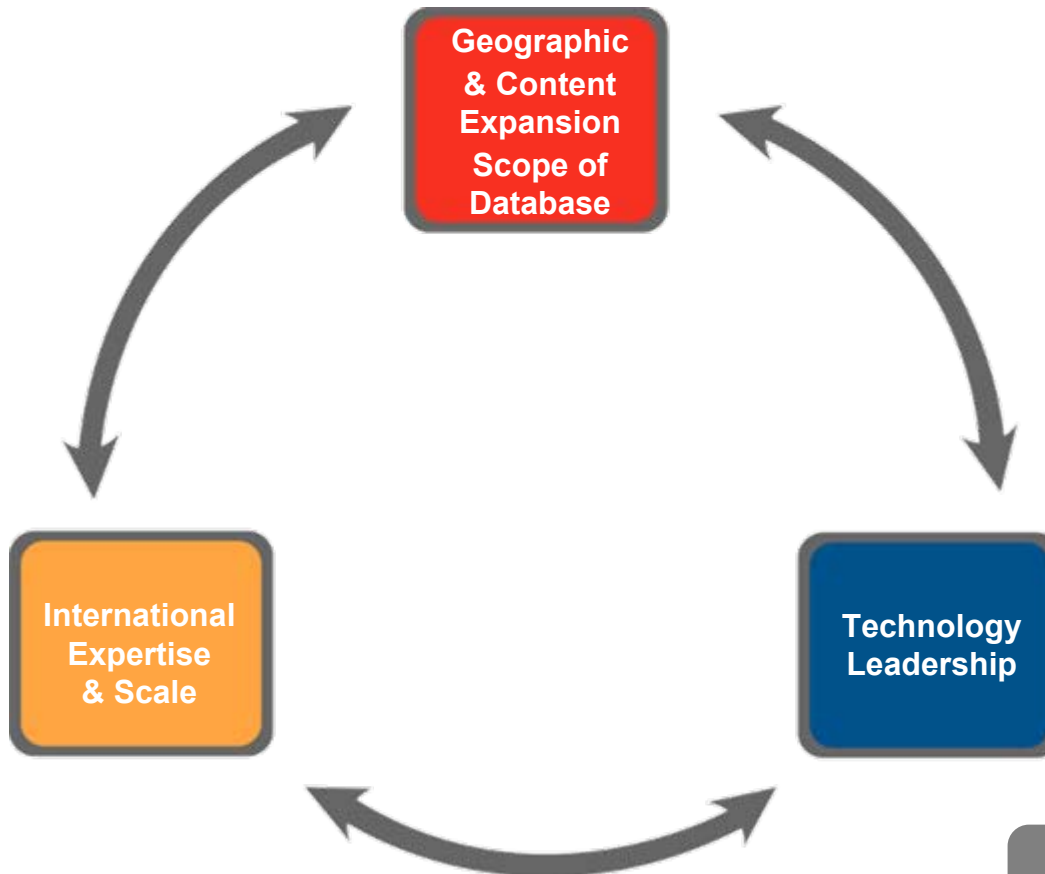 Geographic
& Content
Expansion
Scope of
Database
International
Expertise
& Scale
Technology
Leadership